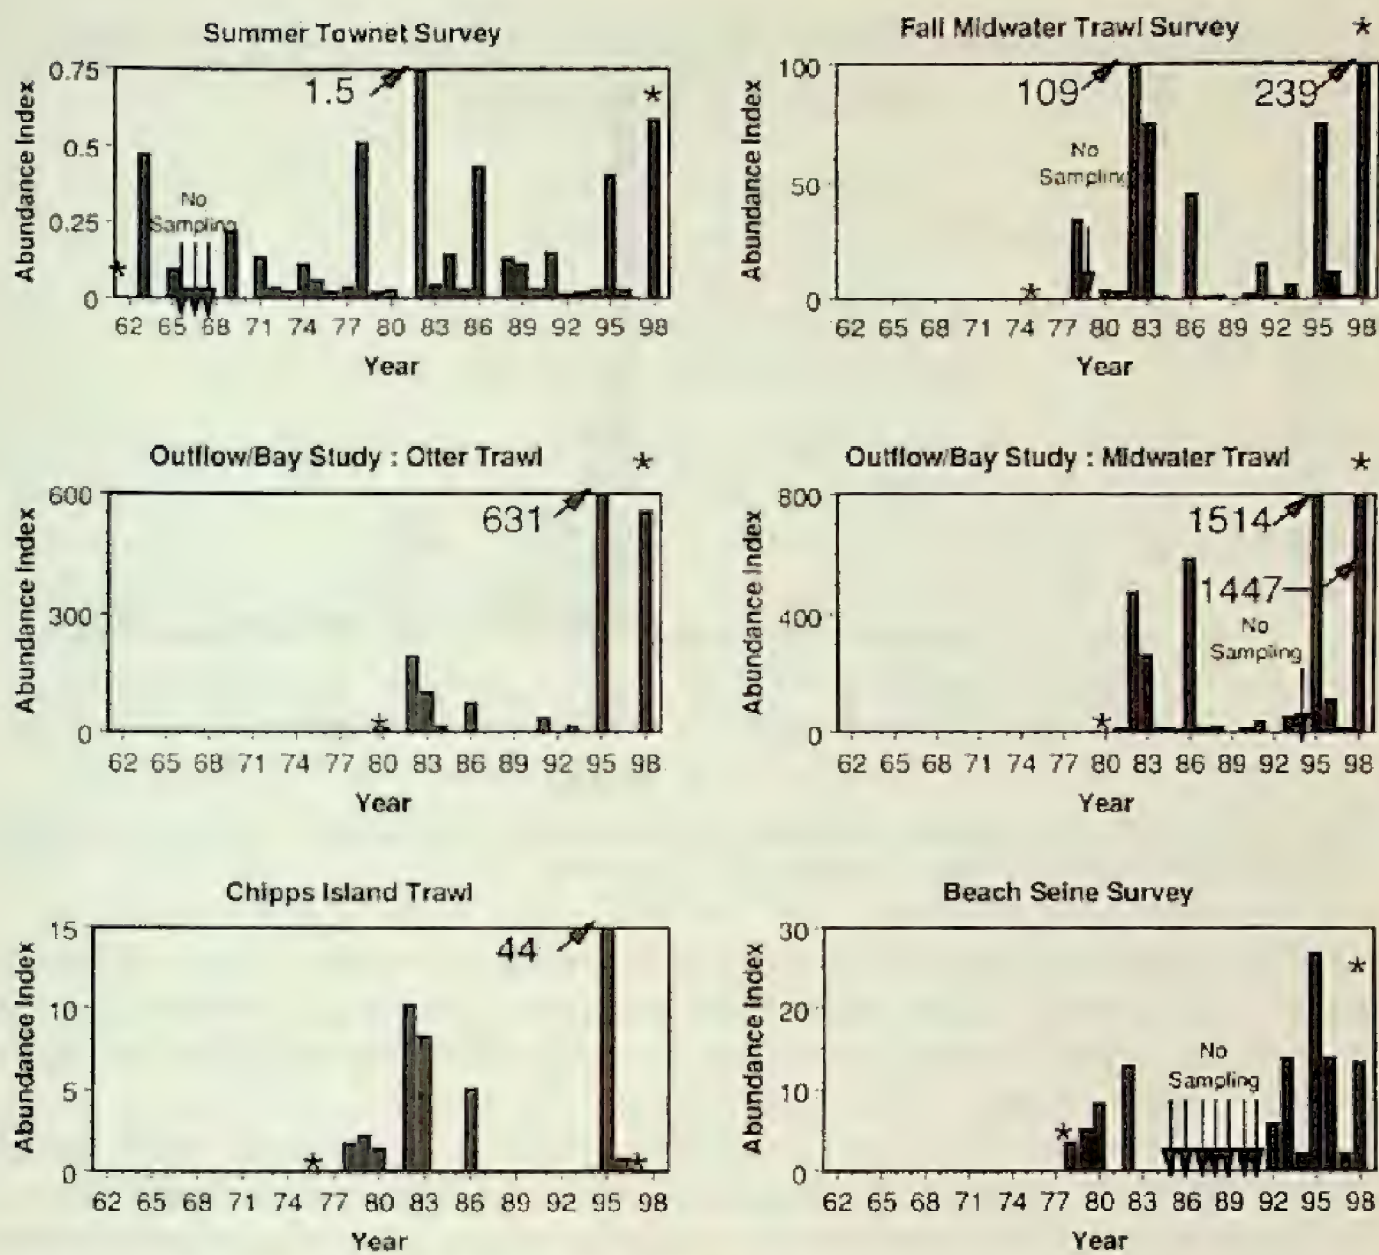 Summer Townet Survey
Abundance Index
0.75
0.5
0.25
0
1.5
*
No
Sampling
*
62 65 68 71 74 77 80 83 86 89 92 95 98
Year
Fall Midwater Trawl Survey *
Abundance Index
100
50
0
109
239
No
Sampling
*
62 65 68 71 74 77 80 83 86 89 92 95 98
Year
Outflow/Bay Study : Otter Trawl *
Abundance Index
600
300
0
631
*
62 65 68 71 74 77 80 83 86 89 92 95 98
Year
Outflow/Bay Study : Midwater Trawl *
Abundance Index
800
400
0
1514
1447
No
Sampling
*
62 65 68 71 74 77 80 83 86 89 92 95 98
Year
Chipps Island Trawl
Abundance Index
15
10
5
0
44
* *
62 65 68 71 74 77 80 83 86 89 92 95 98
Year
Beach Seine Survey
Abundance Index
30
20
10
0
*
No
Sampling
*
62 65 68 71 74 77 80 83 86 89 92 95 98
Year